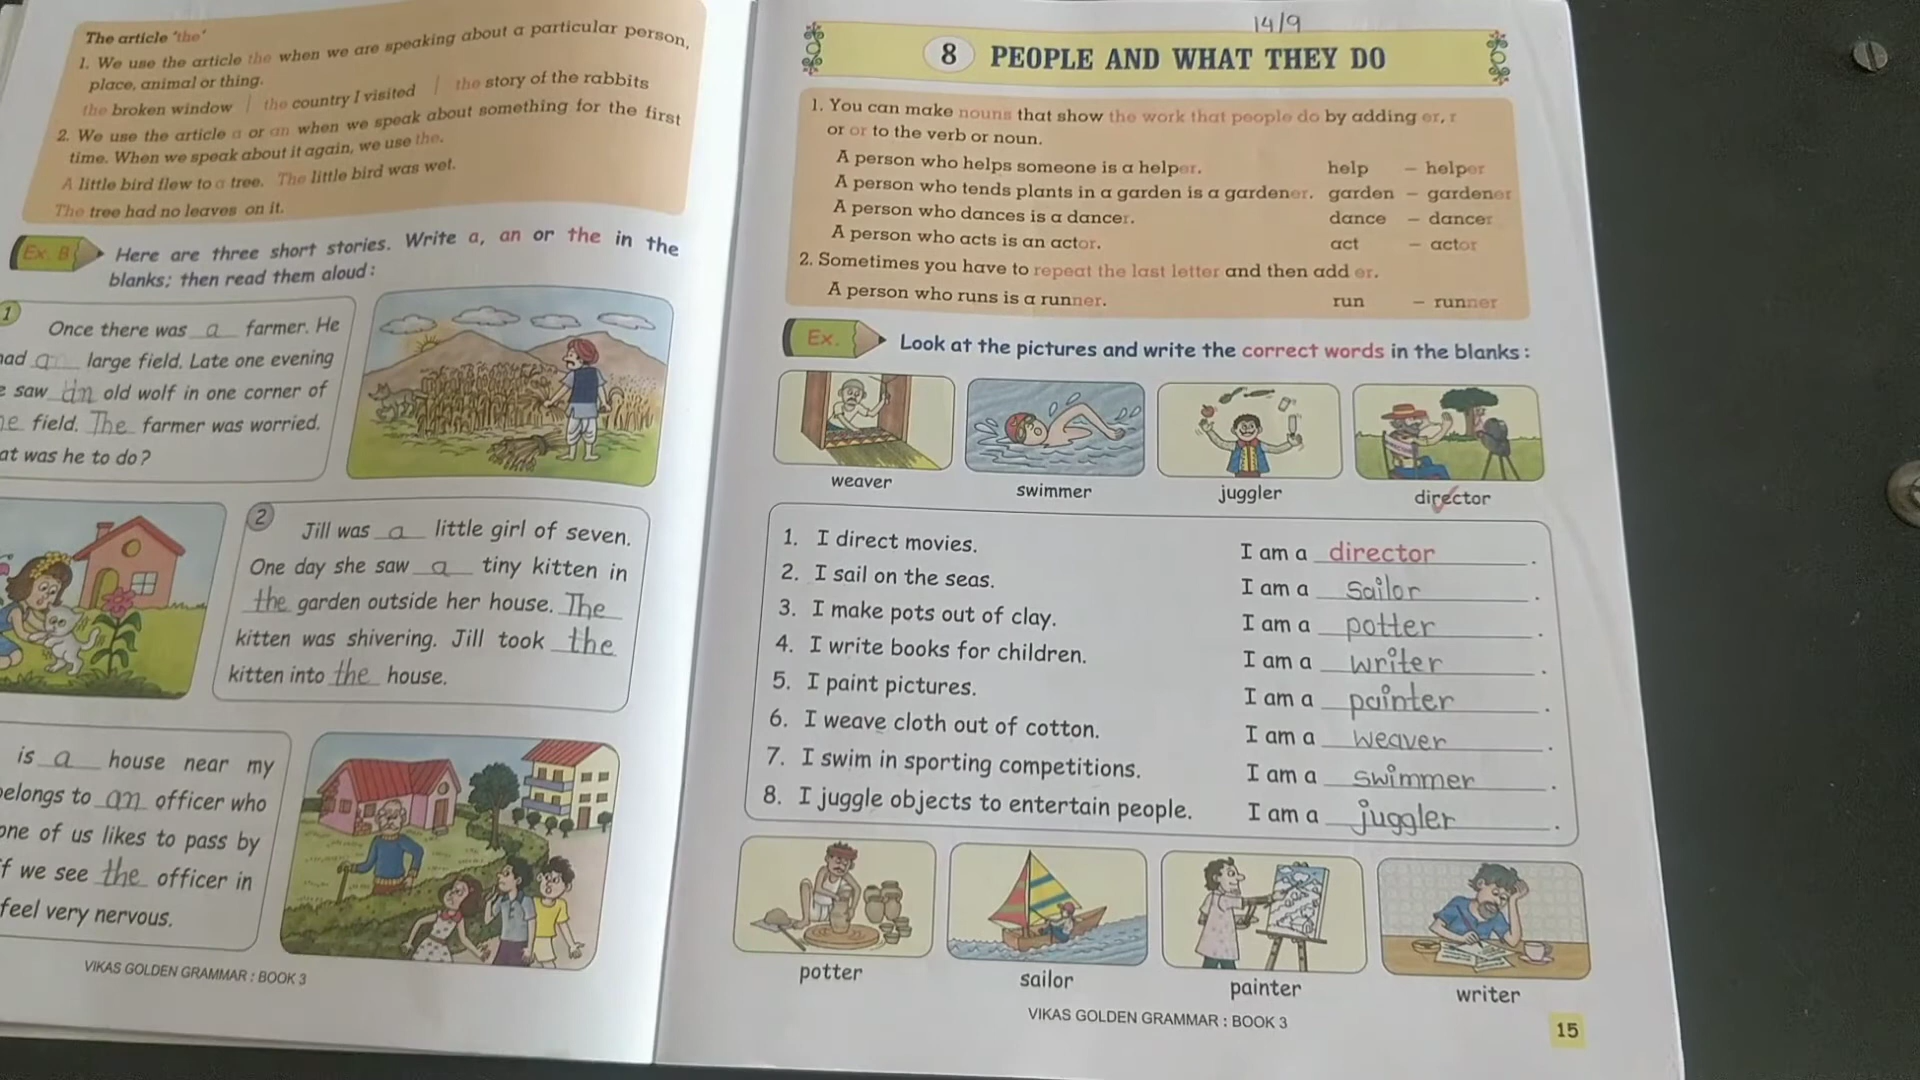 The article 'the'
1. We use the article the when we are speaking about a particular person,
place, animal or thing.
the broken window | the country I visited | the story of the rabbits
2. We use the article a or an when we speak about something for the first
time. When we speak about it again, we use the.
A little bird flew to a tree. The little bird was wet.
The tree had no leaves on it.
Ex. B Here are three short stories. Write a, an or the in the
blanks; then read them aloud:
1
Once there was a farmer. He
large field. Late one evening
saw an old wolf in one corner of
field. The farmer was worried.
was he to do?
2
Jill was a little girl of seven.
One day she saw a tiny kitten in
the garden outside her house. The
kitten was shivering. Jill took the
kitten into the house.
is a house near my
to an officer who
one of us likes to pass by
we see the officer in
feel very nervous.
VIKAS GOLDEN GRAMMAR : BOOK 3
14/9
8 PEOPLE AND WHAT THEY DO
1. You can make nouns that show the work that people do by adding er, r
or or to the verb or noun.
A person who helps someone is a helper. help – helper
A person who tends plants in a garden is a gardener. garden – gardener
A person who dances is a dancer. dance – dancer
A person who acts is an actor. act – actor
2. Sometimes you have to repeat the last letter and then add er.
A person who runs is a runner. run – runner
Ex. Look at the pictures and write the correct words in the blanks:
weaver swimmer juggler director
1. I direct movies. I am a director.
2. I sail on the seas. I am a sailor.
3. I make pots out of clay. I am a potter.
4. I write books for children. I am a writer.
5. I paint pictures. I am a painter.
6. I weave cloth out of cotton. I am a weaver.
7. I swim in sporting competitions. I am a swimmer.
8. I juggle objects to entertain people. I am a juggler.
potter sailor painter writer
VIKAS GOLDEN GRAMMAR : BOOK 3
15